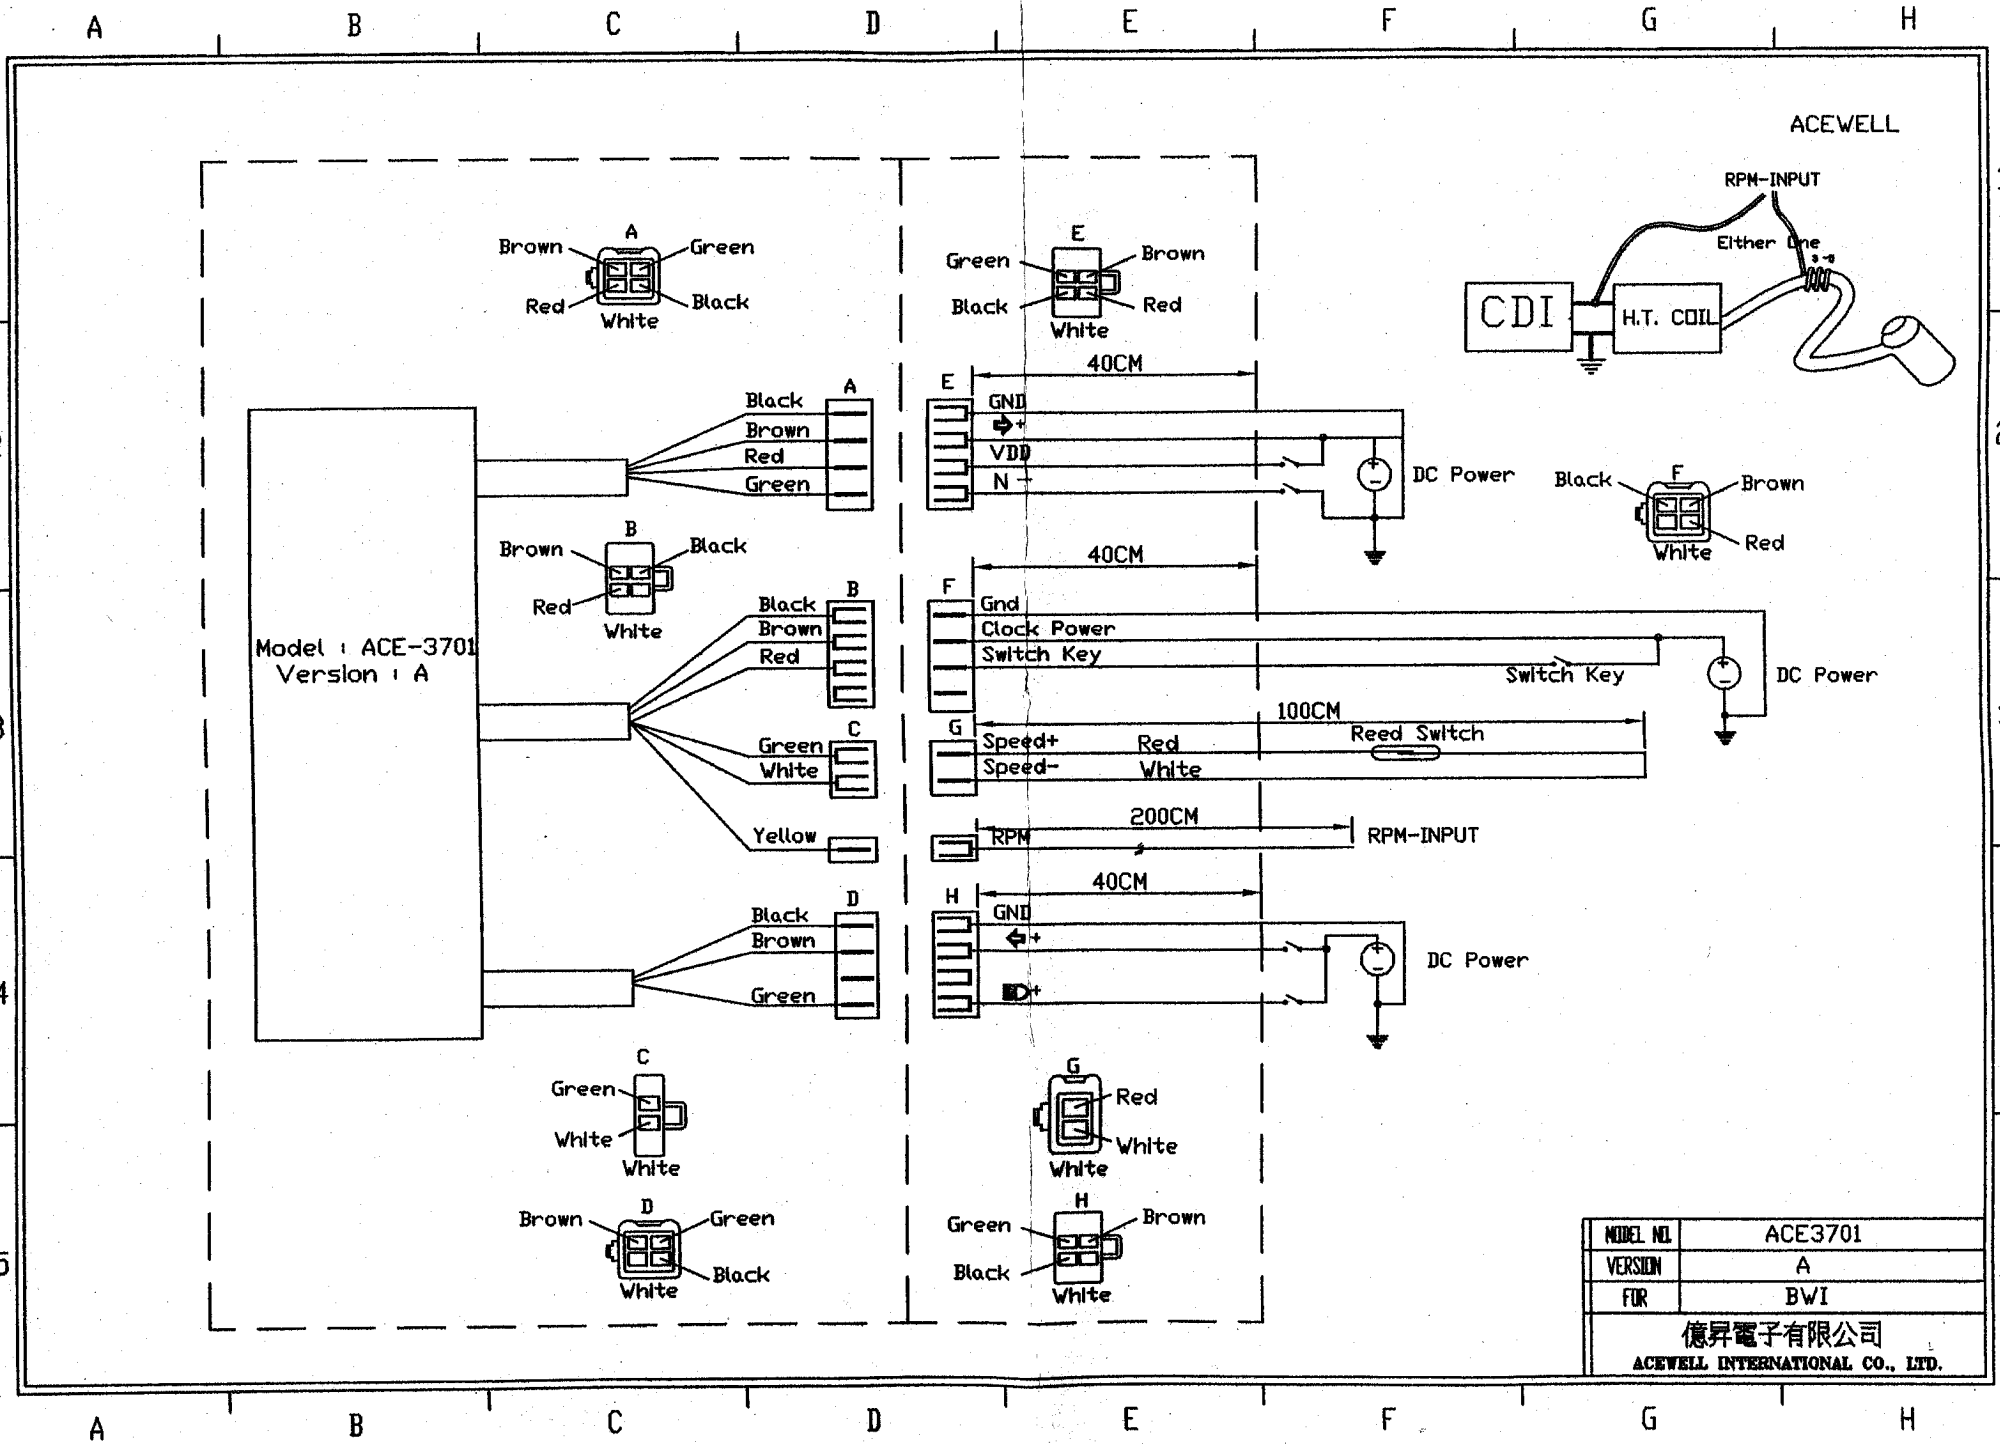 A B C D E F G H
ACEWELL
RPM-INPUT
Either One
3-8
CDI
H.T. COIL
A
Brown
Green
Red
Black
White
E
Green
Brown
Black
Red
White
40CM
A
Black
Brown
Red
Green
E
GND
+
VDD
N -
DC Power
F
Black
Brown
Red
White
B
Brown
Black
Red
White
40CM
B
Black
Brown
Red
F
Gnd
Clock Power
Switch Key
Switch Key
DC Power
Model : ACE-3701
Version : A
100CM
C
Green
White
G
Speed+
Red
Reed Switch
Speed-
White
200CM
Yellow
RPM
RPM-INPUT
40CM
D
Black
Brown
Green
H
GND
+
+
DC Power
C
Green
White
White
G
Red
White
White
D
Brown
Green
Black
White
H
Green
Brown
Black
White
MODEL NO. ACE3701
VERSION A
FOR BWI
億昇電子有限公司
ACEWELL INTERNATIONAL CO., LTD.
A B C D E F G H